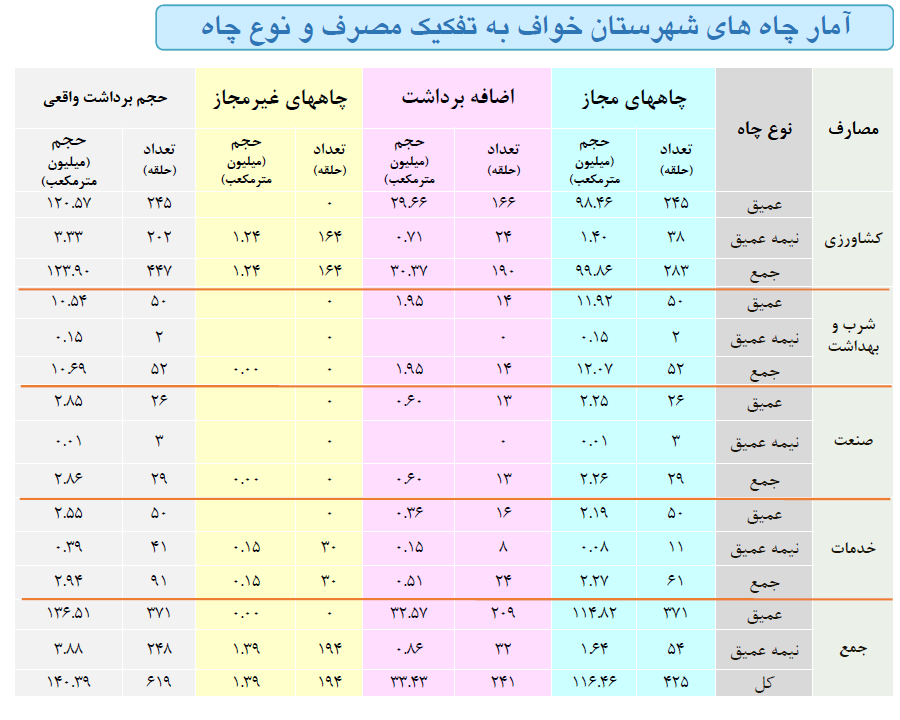 آمار چاه های شهرستان خواف به تفکیک مصرف و نوع چاه
مصارف نوع چاه چاههای مجاز اضافه برداشت چاههای غیرمجاز حجم برداشت واقعی
تعداد (حلقه) حجم (میلیون مترمکعب) تعداد (حلقه) حجم (میلیون مترمکعب) تعداد (حلقه) حجم (میلیون مترمکعب) تعداد (حلقه) حجم (میلیون مترمکعب)
کشاورزی عمیق ۲۴۵ ۹۸.۴۶ ۱۶۶ ۲۹.۶۶ ۰ ۲۴۵ ۱۲۰.۵۷
نیمه عمیق ۳۸ ۱.۴۰ ۲۴ ۰.۷۱ ۱۶۴ ۱.۲۴ ۲۰۲ ۳.۳۳
جمع ۲۸۳ ۹۹.۸۶ ۱۹۰ ۳۰.۳۷ ۱۶۴ ۱.۲۴ ۴۴۷ ۱۲۳.۹۰
شرب و بهداشت عمیق ۵۰ ۱۱.۹۲ ۱۴ ۱.۹۵ ۰ ۵۰ ۱۰.۵۴
نیمه عمیق ۲ ۰.۱۵ ۰ ۰ ۲ ۰.۱۵
جمع ۵۲ ۱۲.۰۷ ۱۴ ۱.۹۵ ۰ ۰.۰۰ ۵۲ ۱۰.۶۹
صنعت عمیق ۲۶ ۲.۲۵ ۱۳ ۰.۶۰ ۰ ۲۶ ۲.۸۵
نیمه عمیق ۳ ۰.۰۱ ۰ ۰ ۳ ۰.۰۱
جمع ۲۹ ۲.۲۶ ۱۳ ۰.۶۰ ۰ ۰.۰۰ ۲۹ ۲.۸۶
خدمات عمیق ۵۰ ۲.۱۹ ۱۶ ۰.۳۶ ۰ ۵۰ ۲.۵۵
نیمه عمیق ۱۱ ۰.۰۸ ۸ ۰.۱۵ ۳۰ ۰.۱۵ ۴۱ ۰.۳۹
جمع ۶۱ ۲.۲۷ ۲۴ ۰.۵۱ ۳۰ ۰.۱۵ ۹۱ ۲.۹۴
جمع عمیق ۳۷۱ ۱۱۴.۸۲ ۲۰۹ ۳۲.۵۷ ۰ ۰.۰۰ ۳۷۱ ۱۳۶.۵۱
نیمه عمیق ۵۴ ۱.۶۴ ۳۲ ۰.۸۶ ۱۹۴ ۱.۳۹ ۲۴۸ ۳.۸۸
کل ۴۲۵ ۱۱۶.۴۶ ۲۴۱ ۳۳.۴۳ ۱۹۴ ۱.۳۹ ۶۱۹ ۱۴۰.۳۹